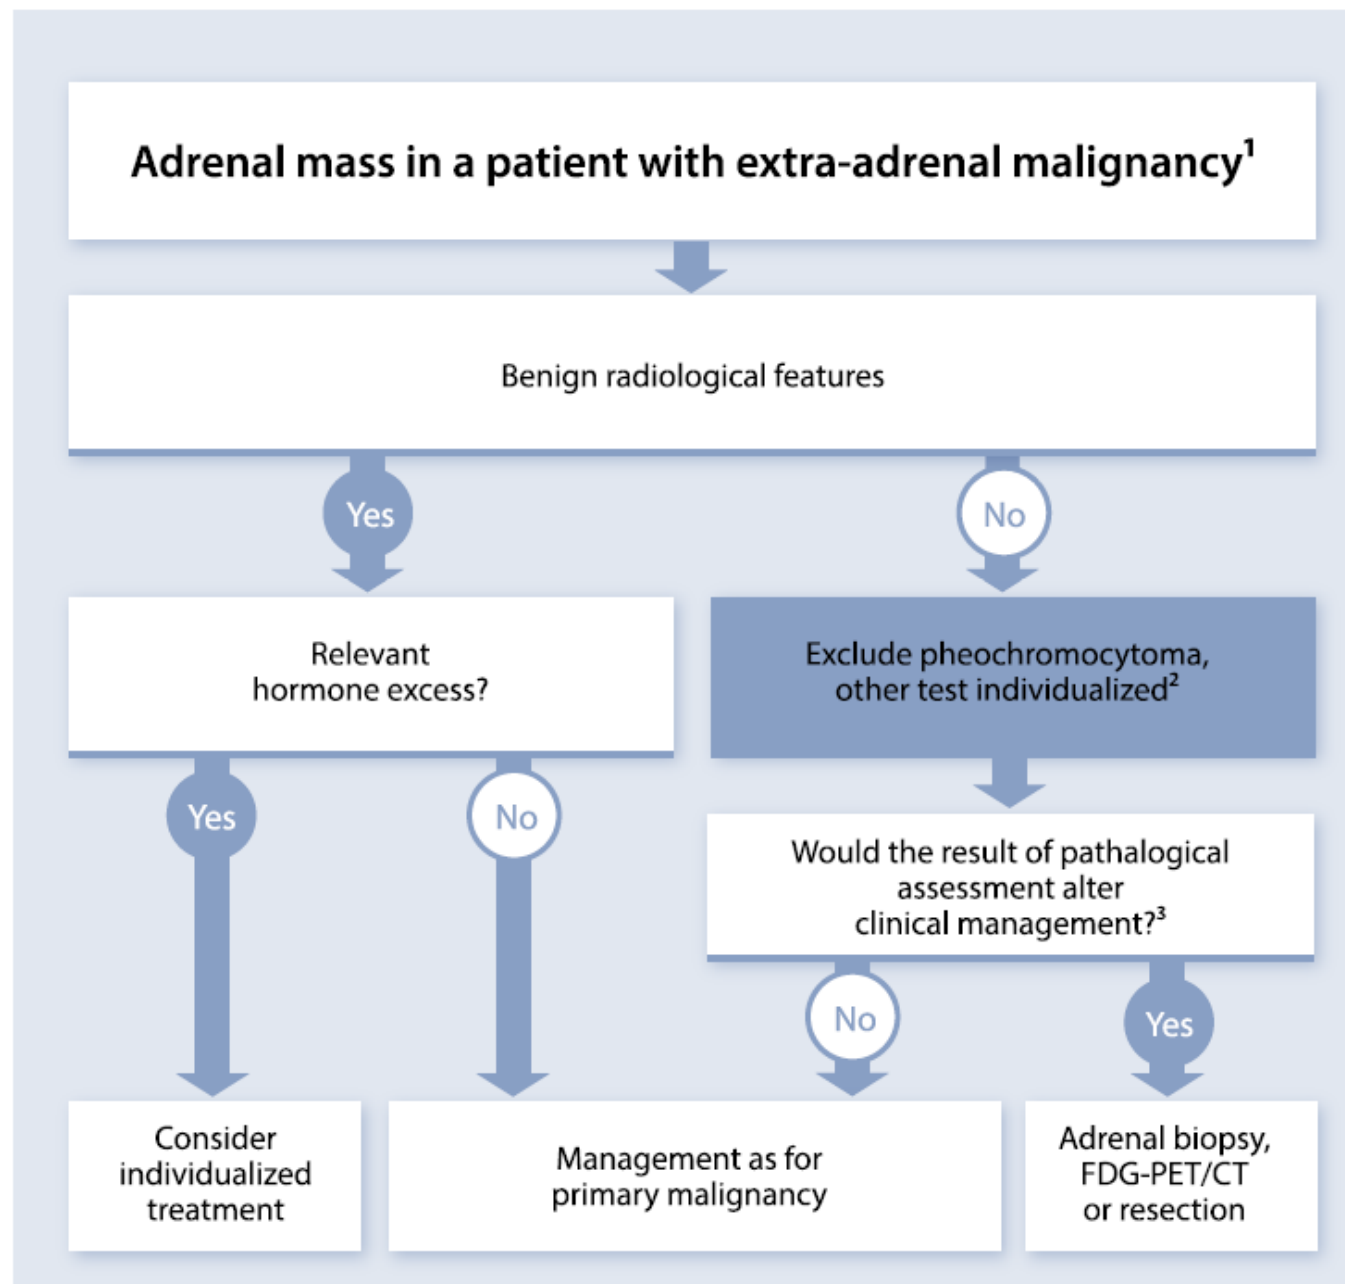 Adrenal mass in a patient with extra-adrenal malignancy¹
Benign radiological features
Yes
No
Relevant
hormone excess?
Exclude pheochromocytoma,
other test individualized²
Yes
No
Would the result of pathalogical
assessment alter
clinical management?³
No
Yes
Consider
individualized
treatment
Management as for
primary malignancy
Adrenal biopsy,
FDG-PET/CT
or resection